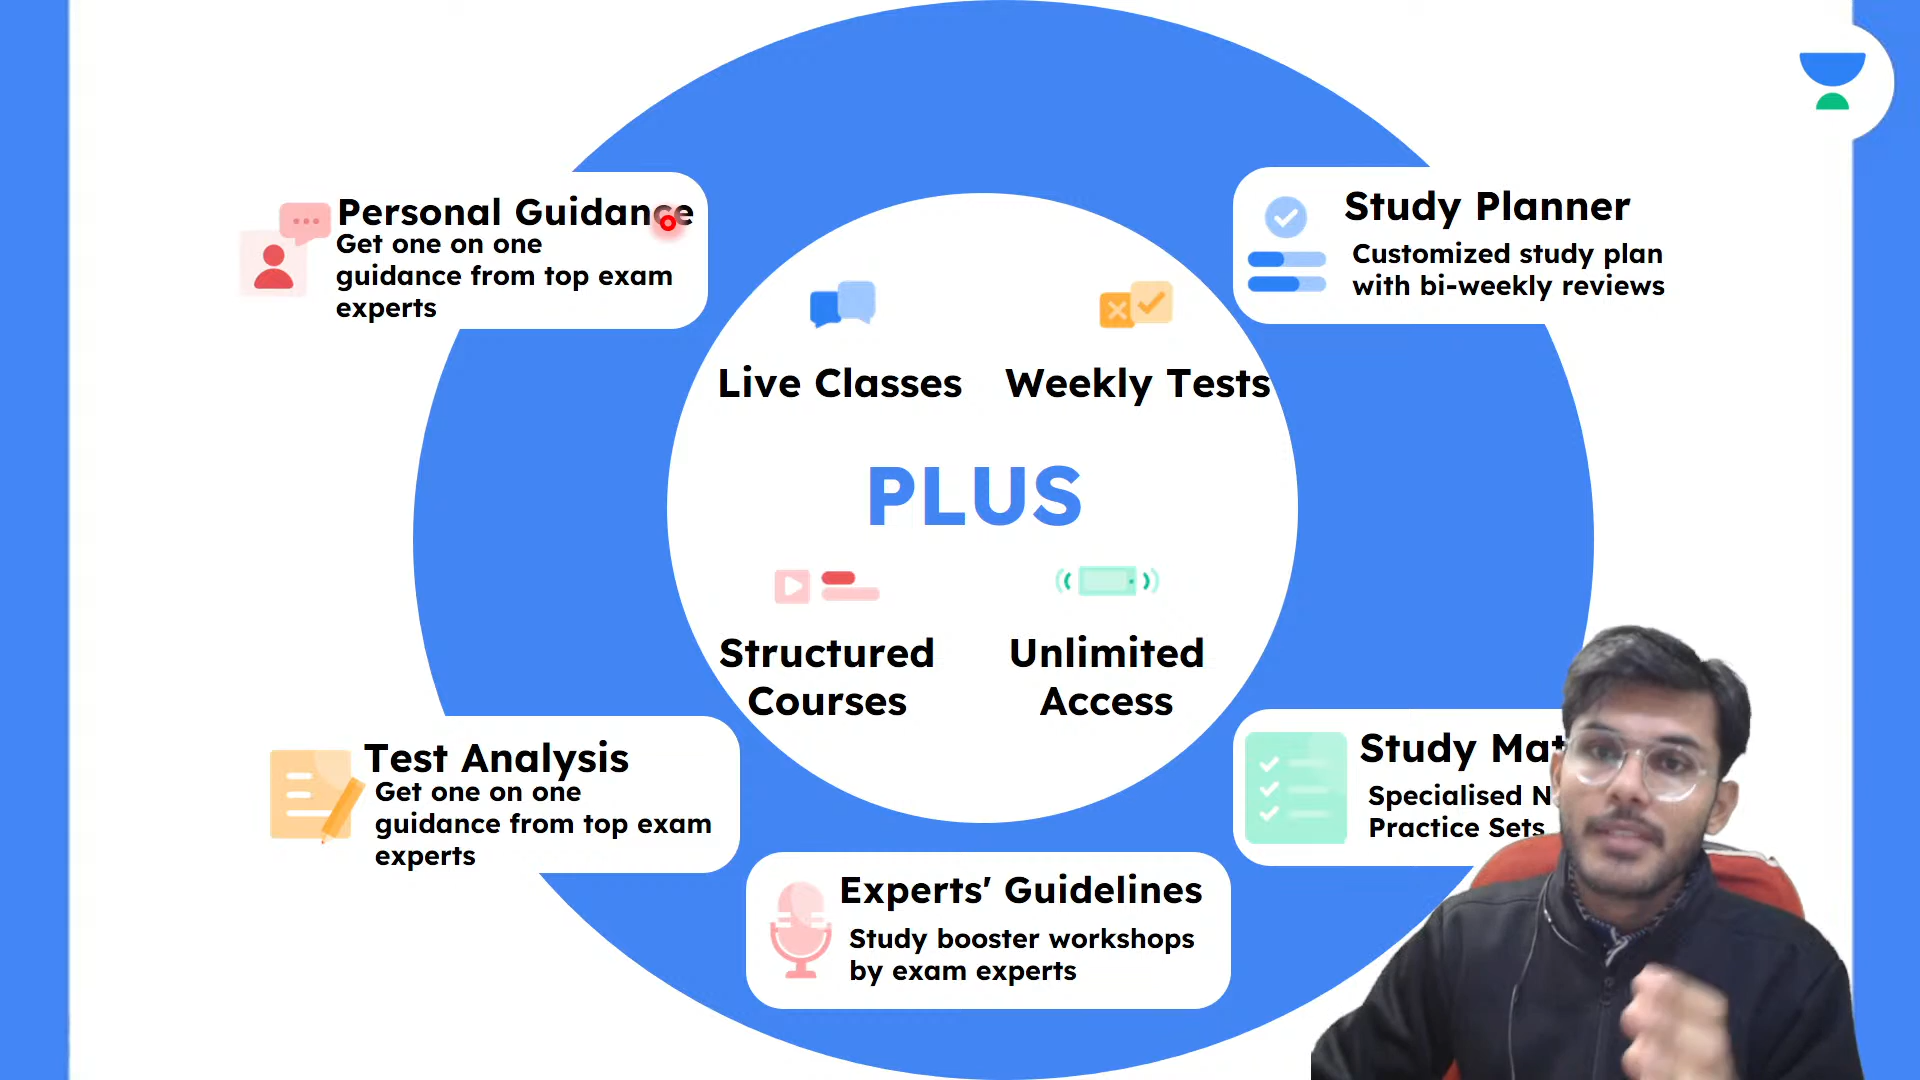 Personal Guidance
Get one on one
guidance from top exam
experts
Study Planner
Customized study plan
with bi-weekly reviews
Live Classes
Weekly Tests
PLUS
Structured
Courses
Unlimited
Access
Test Analysis
Get one on one
guidance from top exam
experts
Study
Specialised
Practice Sets
Experts' Guidelines
Study booster workshops
by exam experts